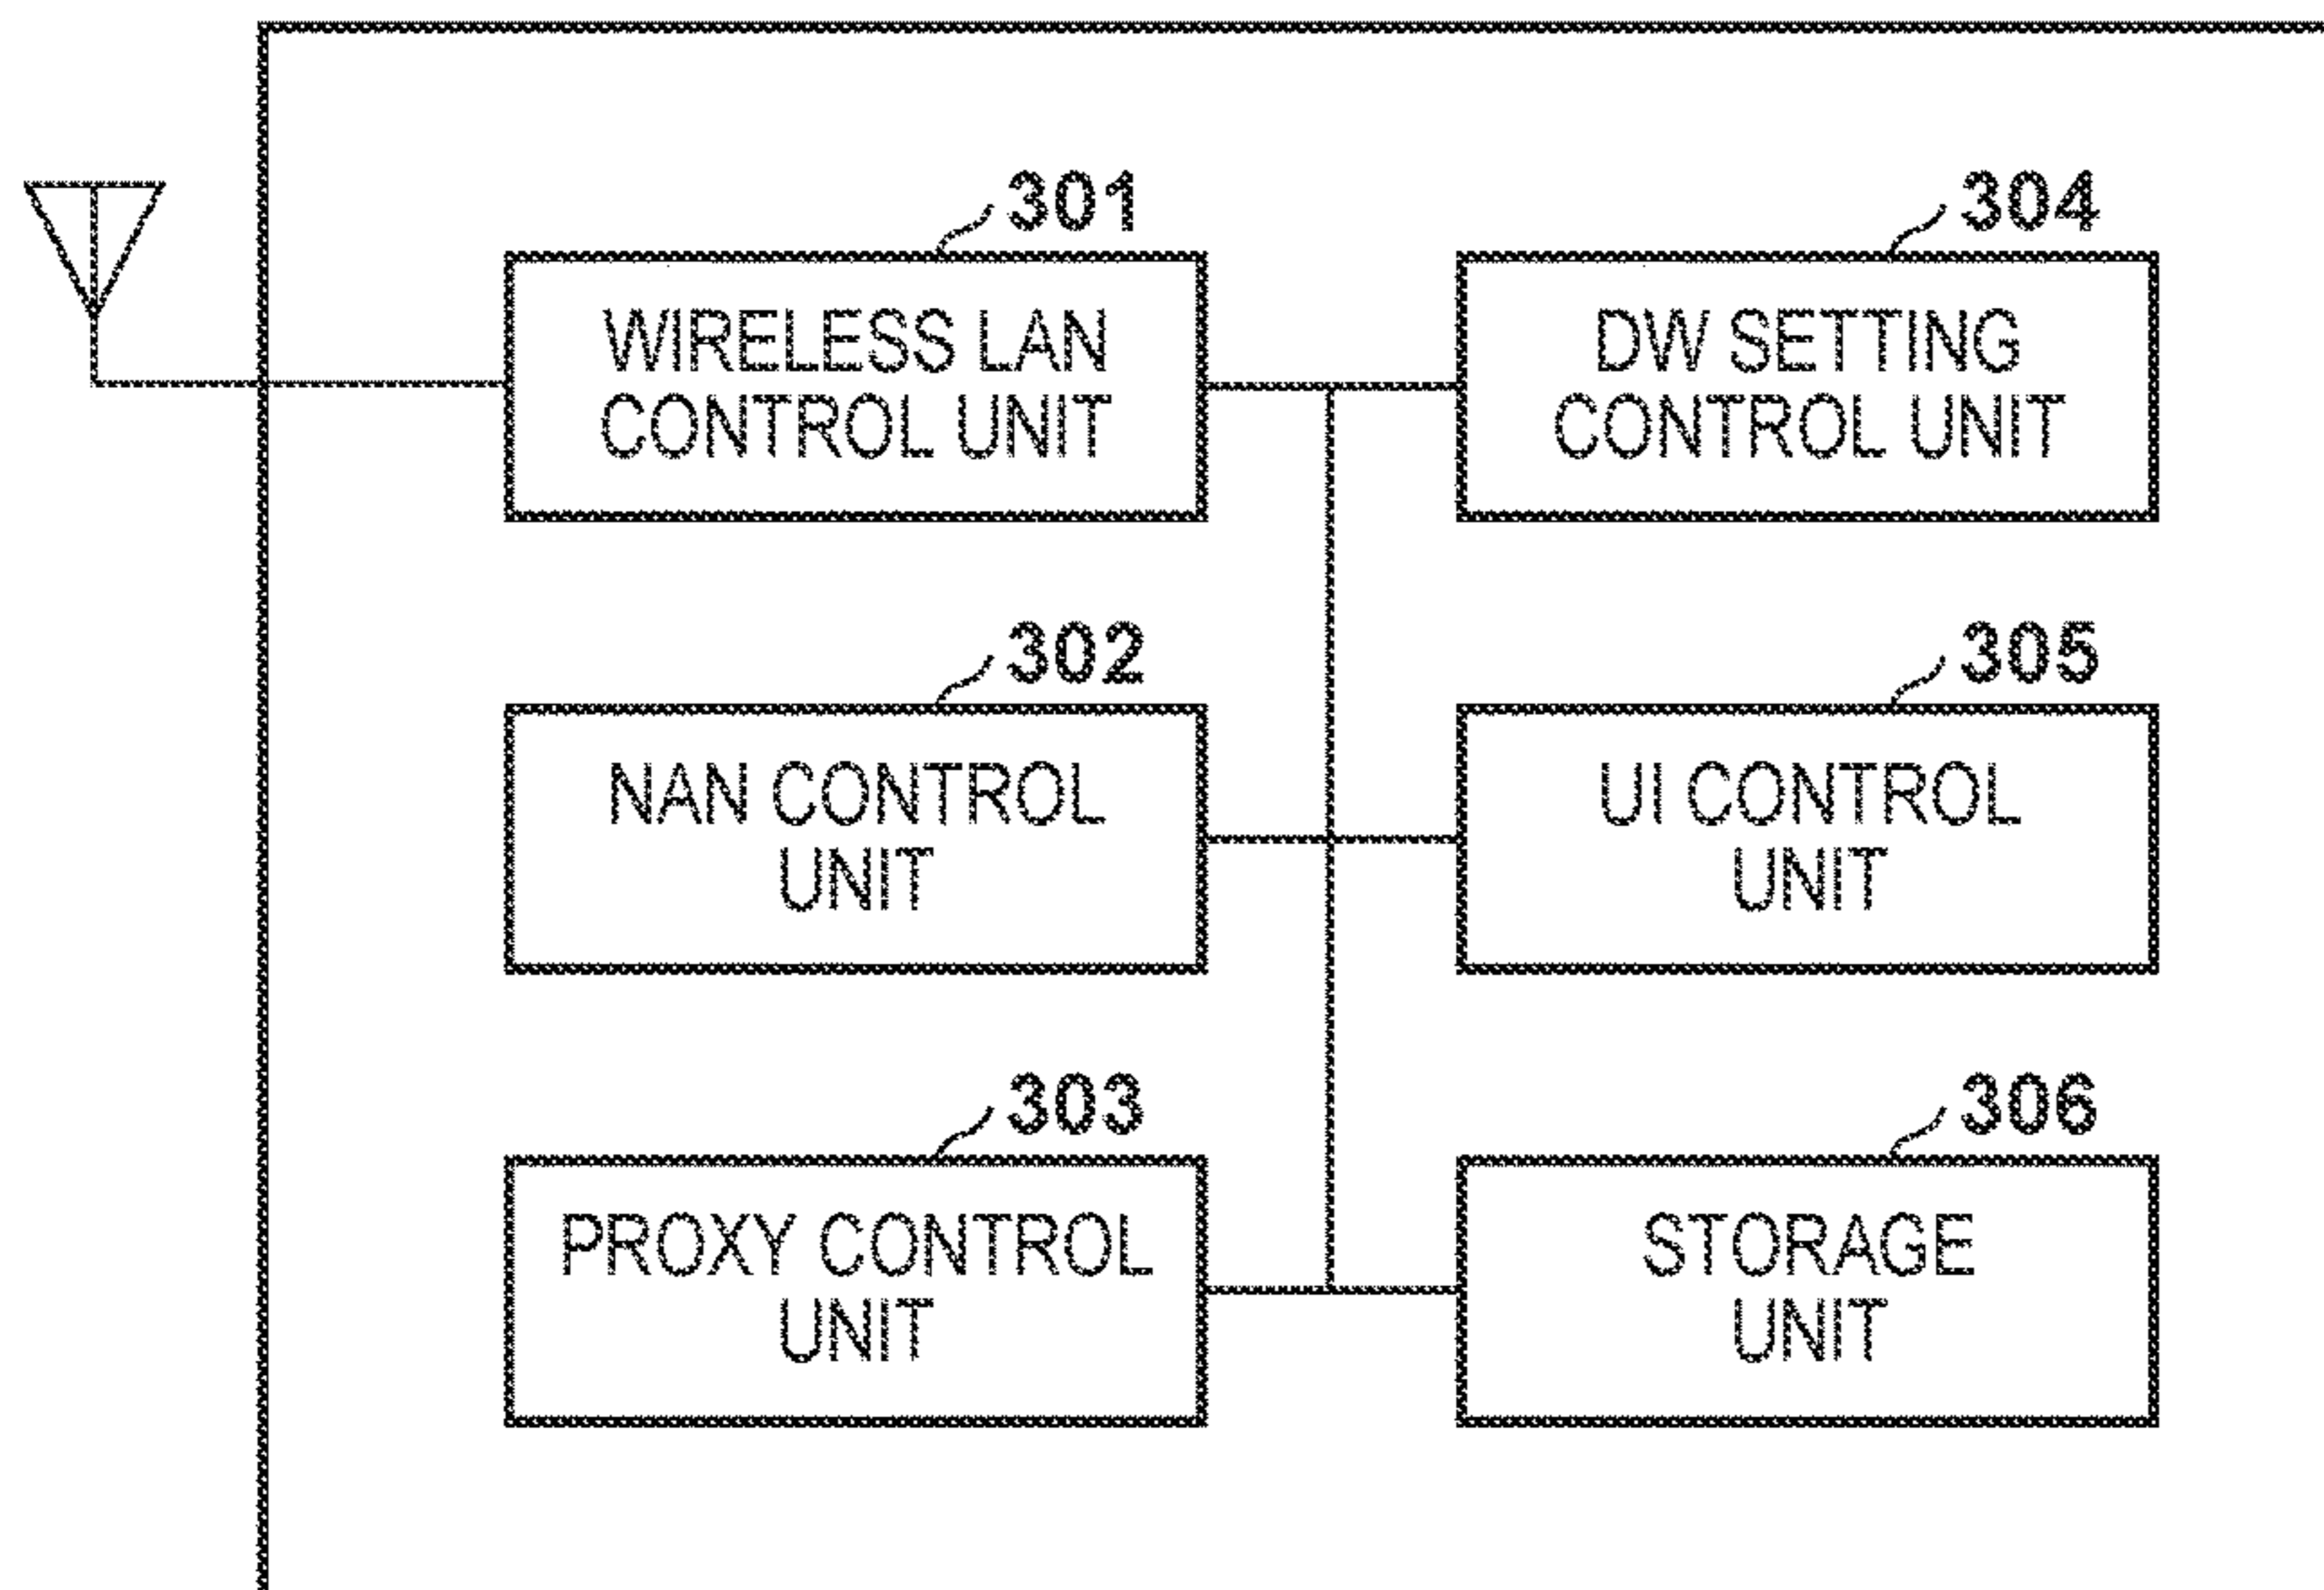 301
WIRELESS LAN
CONTROL UNIT
304
DW SETTING
CONTROL UNIT
302
NAN CONTROL
UNIT
305
UI CONTROL
UNIT
303
PROXY CONTROL
UNIT
306
STORAGE
UNIT